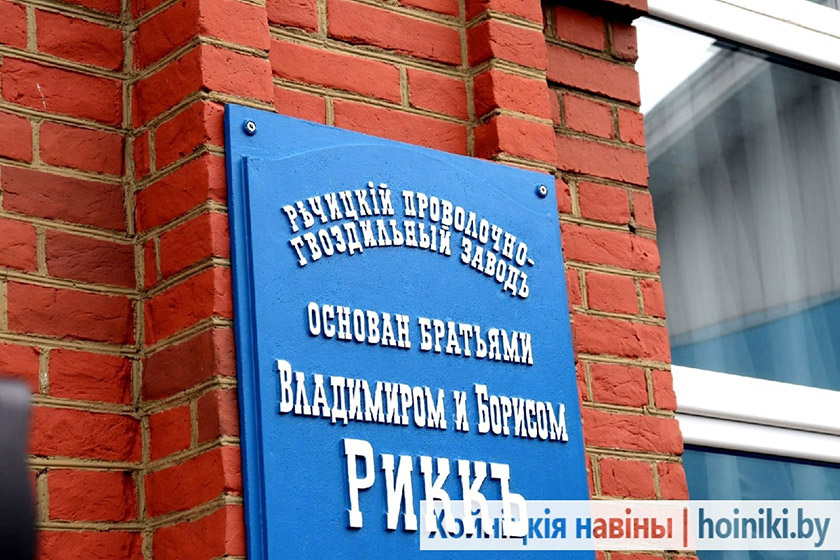 РѢЧИЦКІЙ ПРОВОЛОЧНО-
ГВОЗДИЛЬНЫЙ ЗАВОДЪ
ОСНОВАН БРАТЬЯМИ
ВЛАДИМИРОМ И БОРИСОМ
РИККЪ
Хойніцкія навіны | hoiniki.by